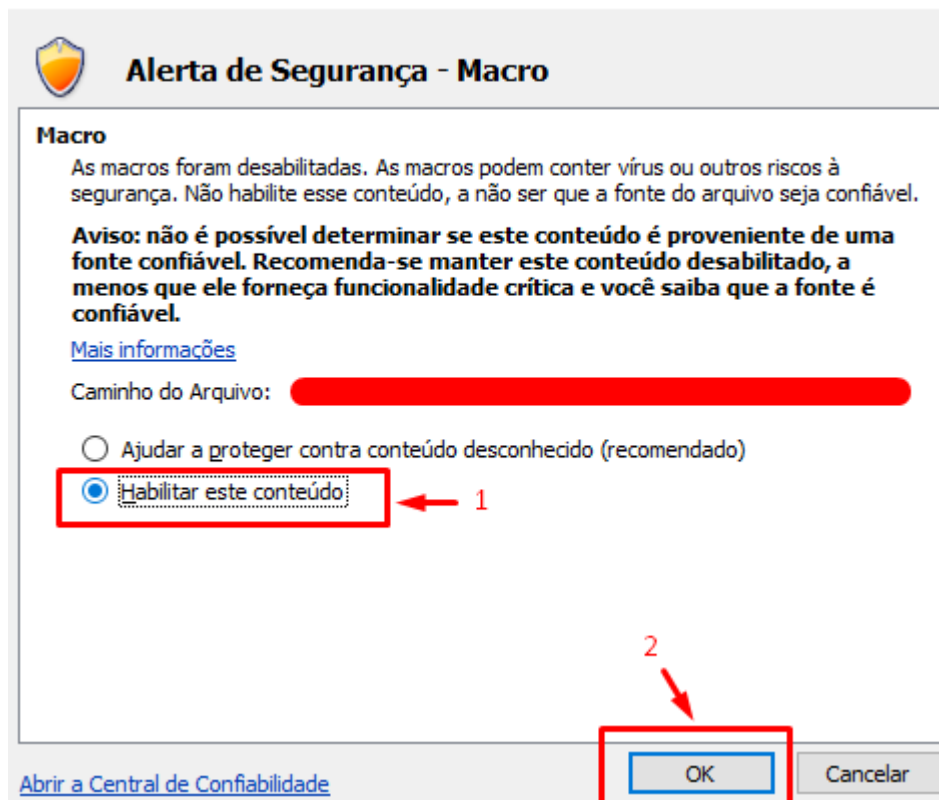 Alerta de Segurança - Macro
Macro
As macros foram desabilitadas. As macros podem conter vírus ou outros riscos à
segurança. Não habilite esse conteúdo, a não ser que a fonte do arquivo seja confiável.
Aviso: não é possível determinar se este conteúdo é proveniente de uma
fonte confiável. Recomenda-se manter este conteúdo desabilitado, a
menos que ele forneça funcionalidade crítica e você saiba que a fonte é
confiável.
Mais informações
Caminho do Arquivo:
Ajudar a proteger contra conteúdo desconhecido (recomendado)
Habilitar este conteúdo
1
2
Abrir a Central de Confiabilidade
OK
Cancelar